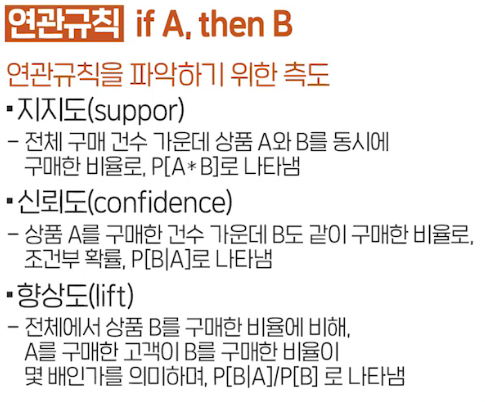 연관규칙 if A, then B
연관규칙을 파악하기 위한 측도
▪지지도(suppor)
– 전체 구매 건수 가운데 상품 A와 B를 동시에
구매한 비율로, P[A*B]로 나타냄
▪신뢰도(confidence)
– 상품 A를 구매한 건수 가운데 B도 같이 구매한 비율로,
조건부 확률, P[B|A]로 나타냄
▪향상도(lift)
– 전체에서 상품 B를 구매한 비율에 비해,
A를 구매한 고객이 B를 구매한 비율이
몇 배인가를 의미하며, P[B|A]/P[B] 로 나타냄